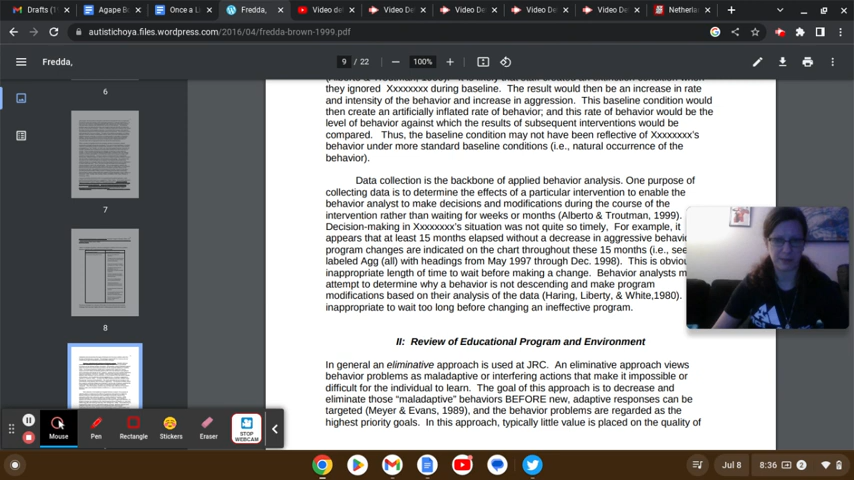 Drafts (1
Agape Bo
Once a Li
Fredda,
Video de
Video De
Video De
Video De
Video De
Netherla
autistichoya.files.wordpress.com/2016/04/fredda-brown-1999.pdf
Fredda,
9 / 22
100%
they ignored Xxxxxxxx during baseline. The result would then be an increase in rate
and intensity of the behavior and increase in aggression. This baseline condition would
then create an artificially inflated rate of behavior; and this rate of behavior would be the
level of behavior against which the results of subsequent interventions would be
compared. Thus, the baseline condition may not have been reflective of Xxxxxxxx's
behavior under more standard baseline conditions (i.e., natural occurrence of the
behavior).
Data collection is the backbone of applied behavior analysis. One purpose of
collecting data is to determine the effects of a particular intervention to enable the
behavior analyst to make decisions and modifications during the course of the
intervention rather than waiting for weeks or months (Alberto & Troutman, 1999).
Decision-making in Xxxxxxxx's situation was not quite so timely, For example, it
appears that at least 15 months elapsed without a decrease in aggressive behavio
program changes are indicated on the chart throughout these 15 months (i.e., see
labeled Agg (all) with headings from May 1997 through Dec. 1998). This is obviou
inappropriate length of time to wait before making a change. Behavior analysts m
attempt to determine why a behavior is not descending and make program
modifications based on their analysis of the data (Haring, Liberty, & White,1980).
inappropriate to wait too long before changing an ineffective program.
II: Review of Educational Program and Environment
In general an eliminative approach is used at JRC. An eliminative approach views
behavior problems as maladaptive or interfering actions that make it impossible or
difficult for the individual to learn. The goal of this approach is to decrease and
eliminate those "maladaptive" behaviors BEFORE new, adaptive responses can be
targeted (Meyer & Evans, 1989), and the behavior problems are regarded as the
highest priority goals. In this approach, typically little value is placed on the quality of
6
7
8
Mouse
Pen
Rectangle
Stickers
Eraser
STOP
WEBCAM
Jul 8
8:36
2